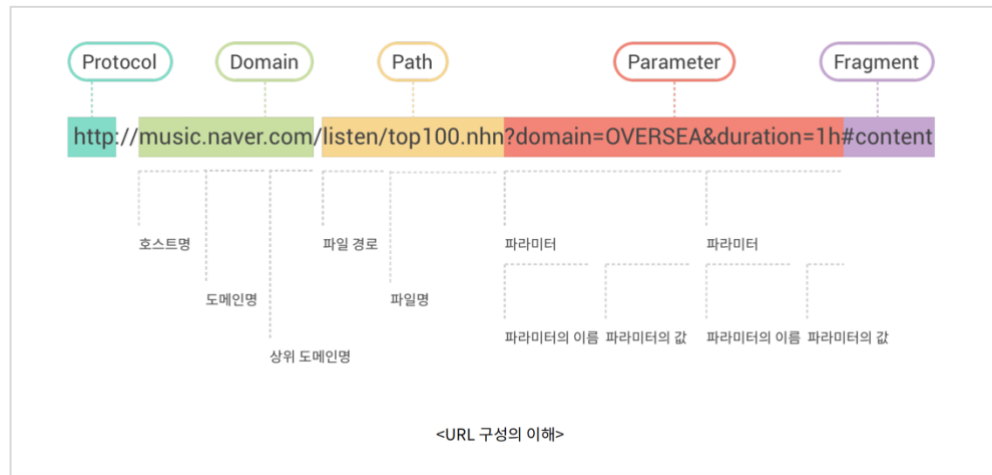 Protocol Domain Path Parameter Fragment
http://music.naver.com/listen/top100.nhn?domain=OVERSEA&duration=1h#content
호스트명 파일 경로 파라미터 파라미터
도메인명 파일명
파라미터의 이름 파라미터의 값 파라미터의 이름 파라미터의 값
상위 도메인명
<URL 구성의 이해>